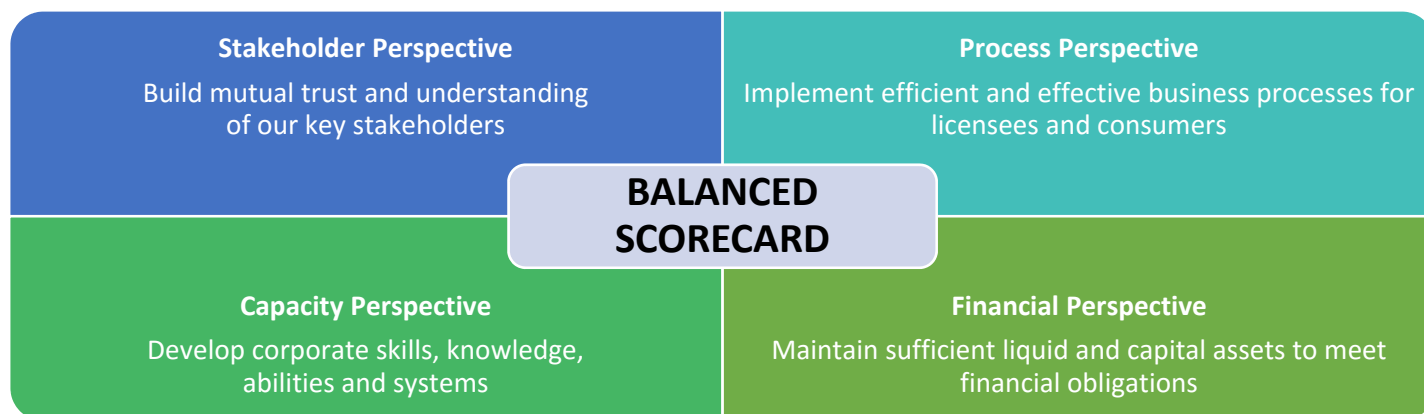 Stakeholder Perspective
Build mutual trust and understanding
of our key stakeholders
Process Perspective
Implement efficient and effective business processes for
licensees and consumers
BALANCED
SCORECARD
Capacity Perspective
Develop corporate skills, knowledge,
abilities and systems
Financial Perspective
Maintain sufficient liquid and capital assets to meet
financial obligations